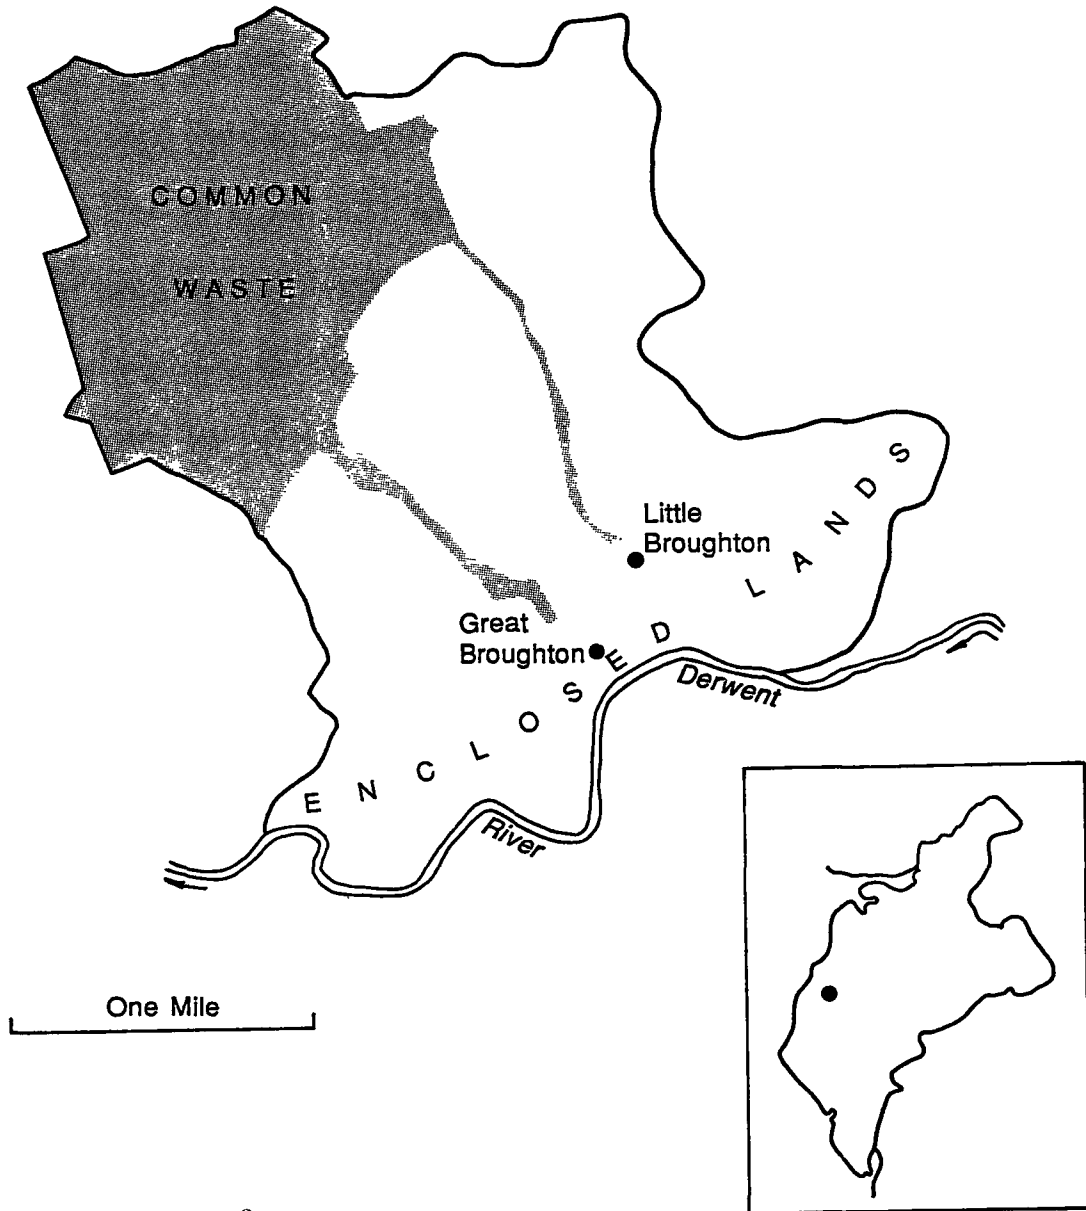 COMMON
WASTE
Little
Broughton
Great
Broughton
ENCLOSED LANDS
River Derwent
One Mile